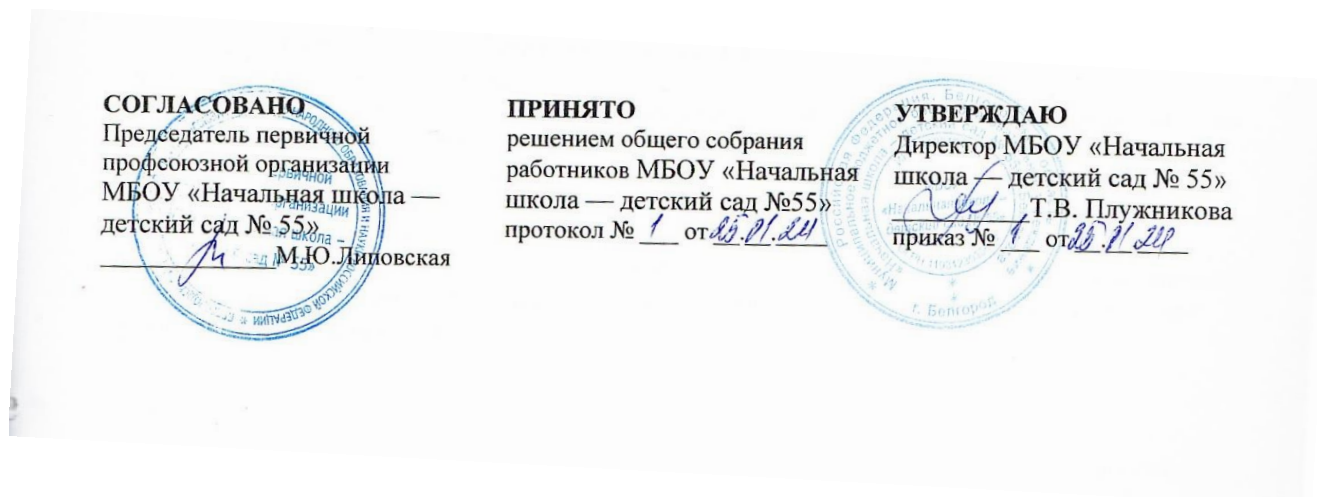 СОГЛАСОВАНО
Председатель первичной
профсоюзной организации
МБОУ «Начальная школа —
детский сад № 55»
М.Ю.Липовская
ПРИНЯТО
решением общего собрания
работников МБОУ «Начальная
школа — детский сад №55»
протокол № 1 от 25.01.24
УТВЕРЖДАЮ
Директор МБОУ «Начальная
школа — детский сад № 55»
Т.В. Плужникова
приказ № 1 от 25.01.24
г. Белгород